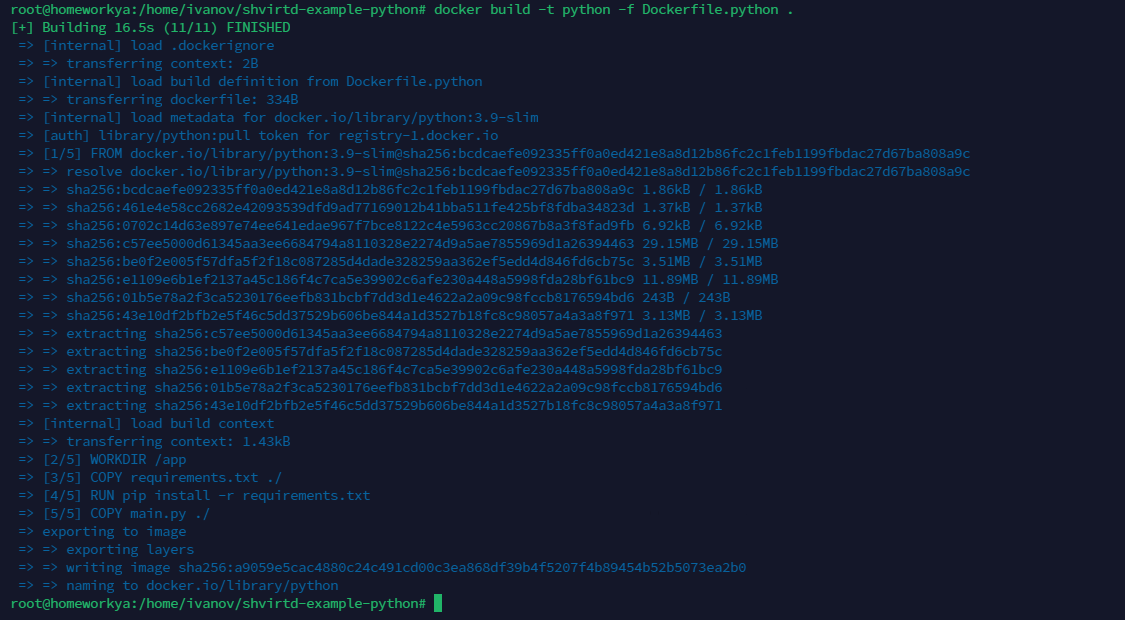 root@homeworkya:/home/ivanov/shvirtd-example-python# docker build -t python -f Dockerfile.python .
[+] Building 16.5s (11/11) FINISHED
=> [internal] load .dockerignore
=> => transferring context: 2B
=> [internal] load build definition from Dockerfile.python
=> => transferring dockerfile: 334B
=> [internal] load metadata for docker.io/library/python:3.9-slim
=> [auth] library/python:pull token for registry-1.docker.io
=> [1/5] FROM docker.io/library/python:3.9-slim@sha256:bcdcaefe092335ff0a0ed421e8a8d12b86fc2c1feb1199fbdac27d67ba808a9c
=> => resolve docker.io/library/python:3.9-slim@sha256:bcdcaefe092335ff0a0ed421e8a8d12b86fc2c1feb1199fbdac27d67ba808a9c
=> => sha256:bcdcaefe092335ff0a0ed421e8a8d12b86fc2c1feb1199fbdac27d67ba808a9c 1.86kB / 1.86kB
=> => sha256:461e4e58cc2682e42093539dfd9ad77169012b41bba511fe425bf8fdba34823d 1.37kB / 1.37kB
=> => sha256:0702c14d63e897e74ee641edae967f7bce8122c4e5963cc20867b8a3f8fad9fb 6.92kB / 6.92kB
=> => sha256:c57ee5000d61345aa3ee6684794a8110328e2274d9a5ae7855969d1a26394463 29.15MB / 29.15MB
=> => sha256:be0f2e005f57dfa5f2f18c087285d4dade328259aa362ef5edd4d846fd6cb75c 3.51MB / 3.51MB
=> => sha256:e1109e6b1ef2137a45c186f4c7ca5e39902c6afe230a448a5998fda28bf61bc9 11.89MB / 11.89MB
=> => sha256:01b5e78a2f3ca5230176eefb831bcbf7dd3d1e4622a2a09c98fccb8176594bd6 243B / 243B
=> => sha256:43e10df2bfb2e5f46c5dd37529b606be844a1d3527b18fc8c98057a4a3a8f971 3.13MB / 3.13MB
=> => extracting sha256:c57ee5000d61345aa3ee6684794a8110328e2274d9a5ae7855969d1a26394463
=> => extracting sha256:be0f2e005f57dfa5f2f18c087285d4dade328259aa362ef5edd4d846fd6cb75c
=> => extracting sha256:e1109e6b1ef2137a45c186f4c7ca5e39902c6afe230a448a5998fda28bf61bc9
=> => extracting sha256:01b5e78a2f3ca5230176eefb831bcbf7dd3d1e4622a2a09c98fccb8176594bd6
=> => extracting sha256:43e10df2bfb2e5f46c5dd37529b606be844a1d3527b18fc8c98057a4a3a8f971
=> [internal] load build context
=> => transferring context: 1.43kB
=> [2/5] WORKDIR /app
=> [3/5] COPY requirements.txt ./
=> [4/5] RUN pip install -r requirements.txt
=> [5/5] COPY main.py ./
=> exporting to image
=> => exporting layers
=> => writing image sha256:a9059e5cac4880c24c491cd00c3ea868df39b4f5207f4b89454b52b5073ea2b0
=> => naming to docker.io/library/python
root@homeworkya:/home/ivanov/shvirtd-example-python#